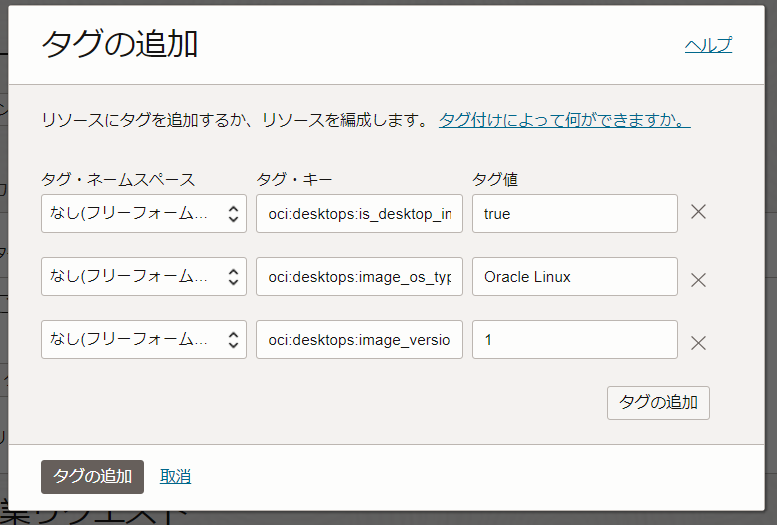 タグの追加
ヘルプ
リソースにタグを追加するか、リソースを編成します。 タグ付けによって何ができますか。
タグ・ネームスペース タグ・キー タグ値
なし(フリーフォーム... oci:desktops:is_desktop_in true
なし(フリーフォーム... oci:desktops:image_os_typ Oracle Linux
なし(フリーフォーム... oci:desktops:image_versio 1
タグの追加
タグの追加 取消
業リクエスト